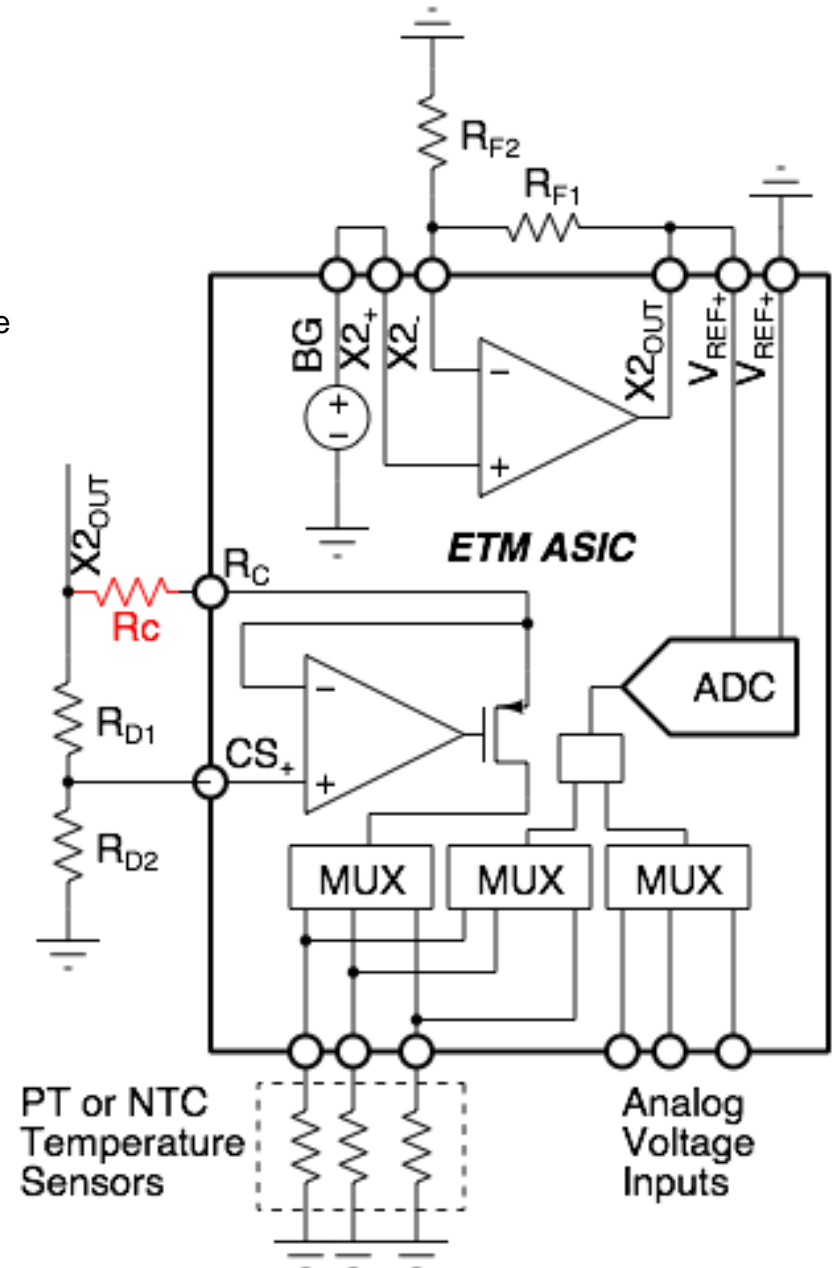 RF2
RF1
e
BG
X2+
X2-
X2OUT
VREF+
VREF+
X2OUT
ETM ASIC
RC
Rc
ADC
RD1
CS+
RD2
MUX
MUX
MUX
PT or NTC
Temperature
Sensors
Analog
Voltage
Inputs